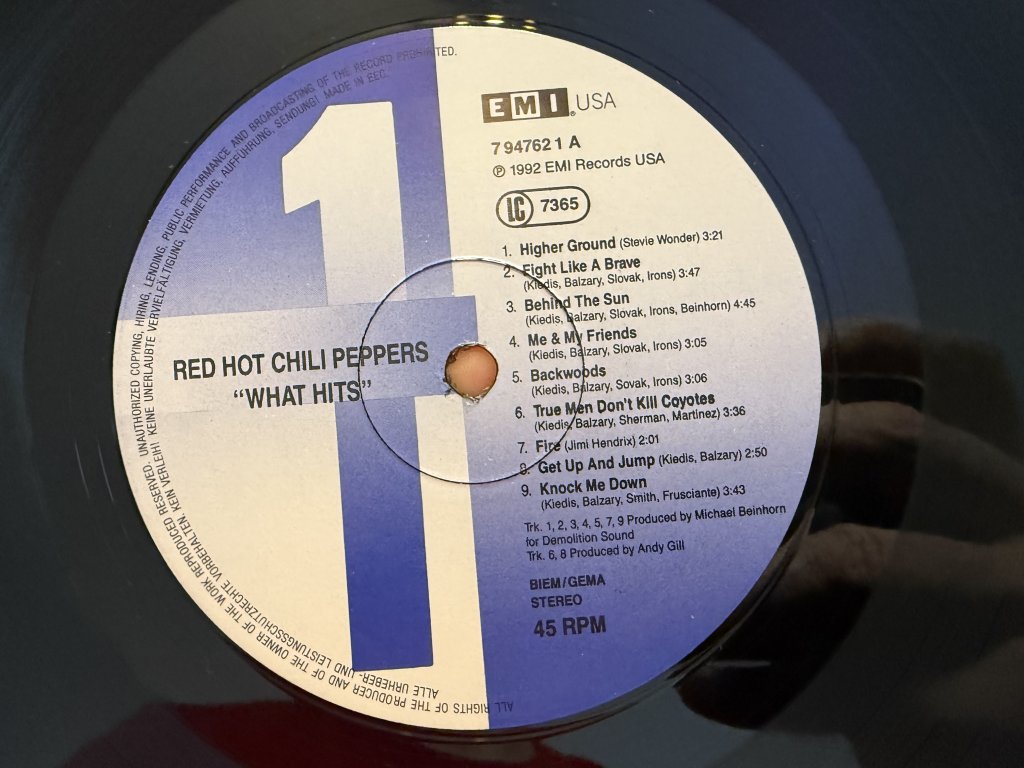 ALL RIGHTS OF THE PRODUCER AND OF THE OWNER OF THE WORK REPRODUCED RESERVED. UNAUTHORIZED COPYING, HIRING, LENDING, PUBLIC PERFORMANCE AND BROADCASTING OF THE RECORD PROHIBITED.
ALLE URHEBER- UND LEISTUNGSSCHUTZRECHTE VORBEHALTEN. KEIN VERLEIH! KEINE UNERLAUBTE VERVIELFÄLTIGUNG, VERMIETUNG, AUFFÜHRUNG, SENDUNG! MADE IN EEC.
1
RED HOT CHILI PEPPERS
“WHAT HITS”
EMI® USA
7 94762 1 A
℗ 1992 EMI Records USA
LC 7365
1. Higher Ground (Stevie Wonder) 3:21
2. Fight Like A Brave
(Kiedis, Balzary, Slovak, Irons) 3:47
3. Behind The Sun
(Kiedis, Balzary, Slovak, Irons, Beinhorn) 4:45
4. Me & My Friends
(Kiedis, Balzary, Slovak, Irons) 3:05
5. Backwoods
(Kiedis, Balzary, Sovak, Irons) 3:06
6. True Men Don't Kill Coyotes
(Kiedis, Balzary, Sherman, Martinez) 3:36
7. Fire (Jimi Hendrix) 2:01
8. Get Up And Jump (Kiedis, Balzary) 2:50
9. Knock Me Down
(Kiedis, Balzary, Smith, Frusciante) 3:43
Trk. 1, 2, 3, 4, 5, 7, 9 Produced by Michael Beinhorn
for Demolition Sound
Trk. 6, 8 Produced by Andy Gill
BIEM/GEMA
STEREO
45 RPM